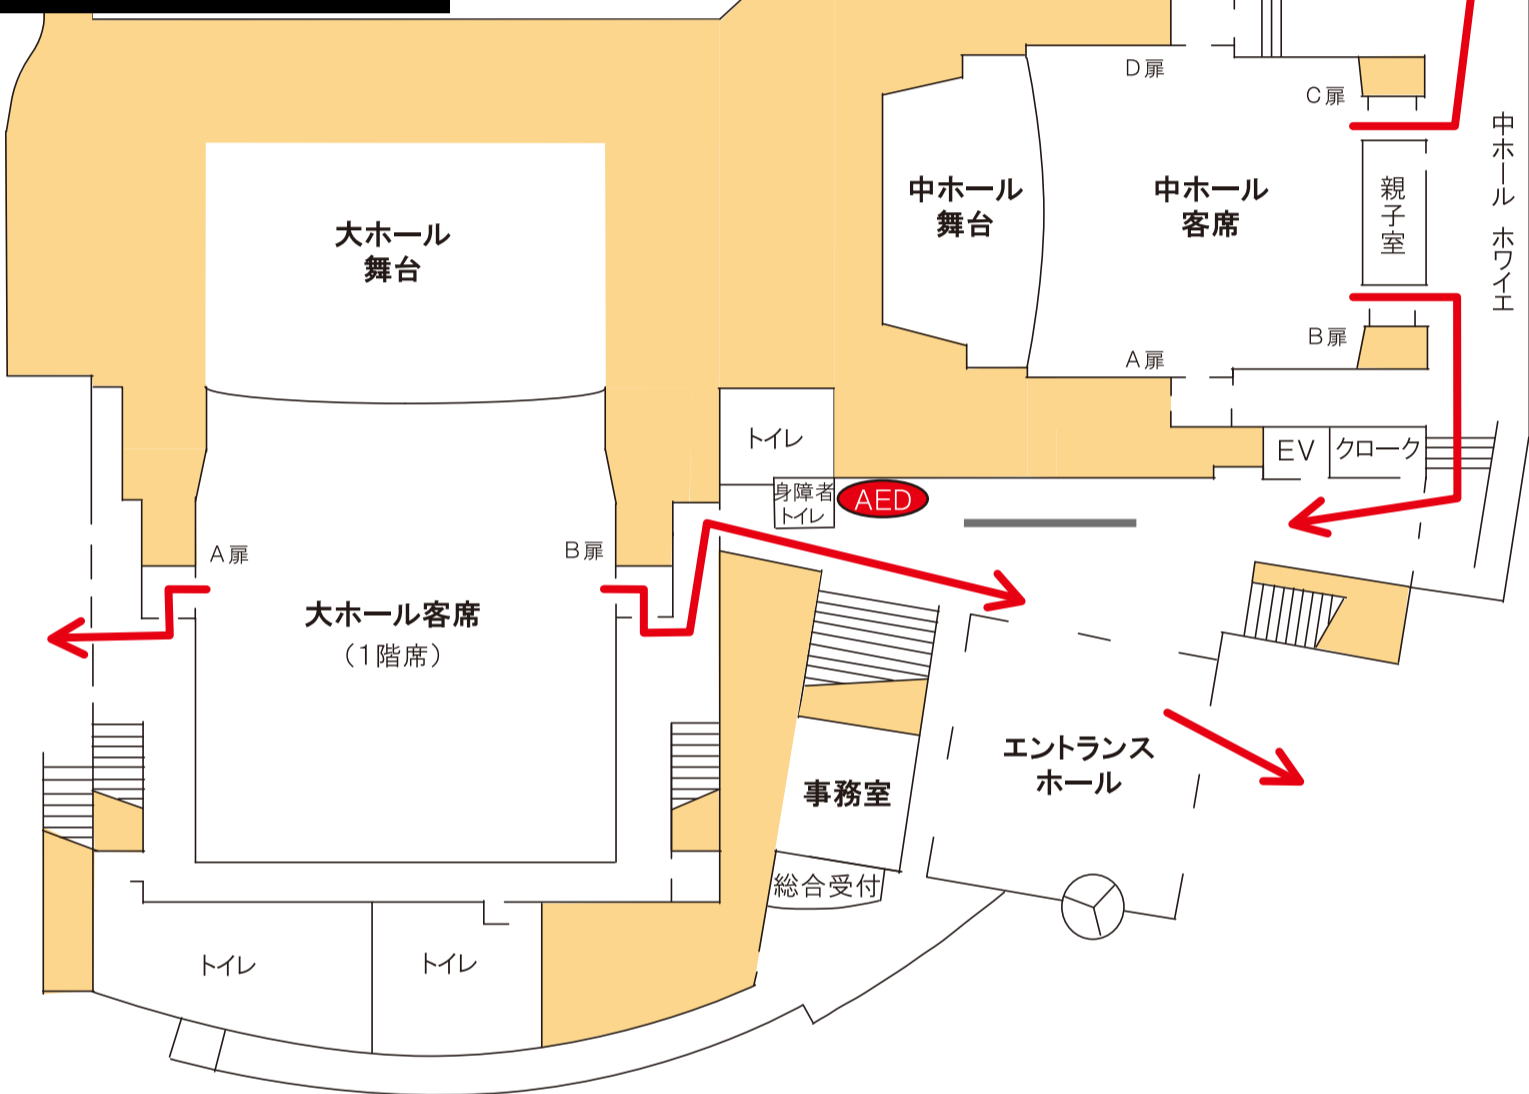 D扉
C扉
中ホール ホワイエ
中ホール
舞台
中ホール
客席
親子室
大ホール
舞台
B扉
A扉
トイレ
EV
クローク
身障者
トイレ
AED
A扉
B扉
大ホール客席
（1階席）
エントランス
ホール
事務室
総合受付
トイレ
トイレ